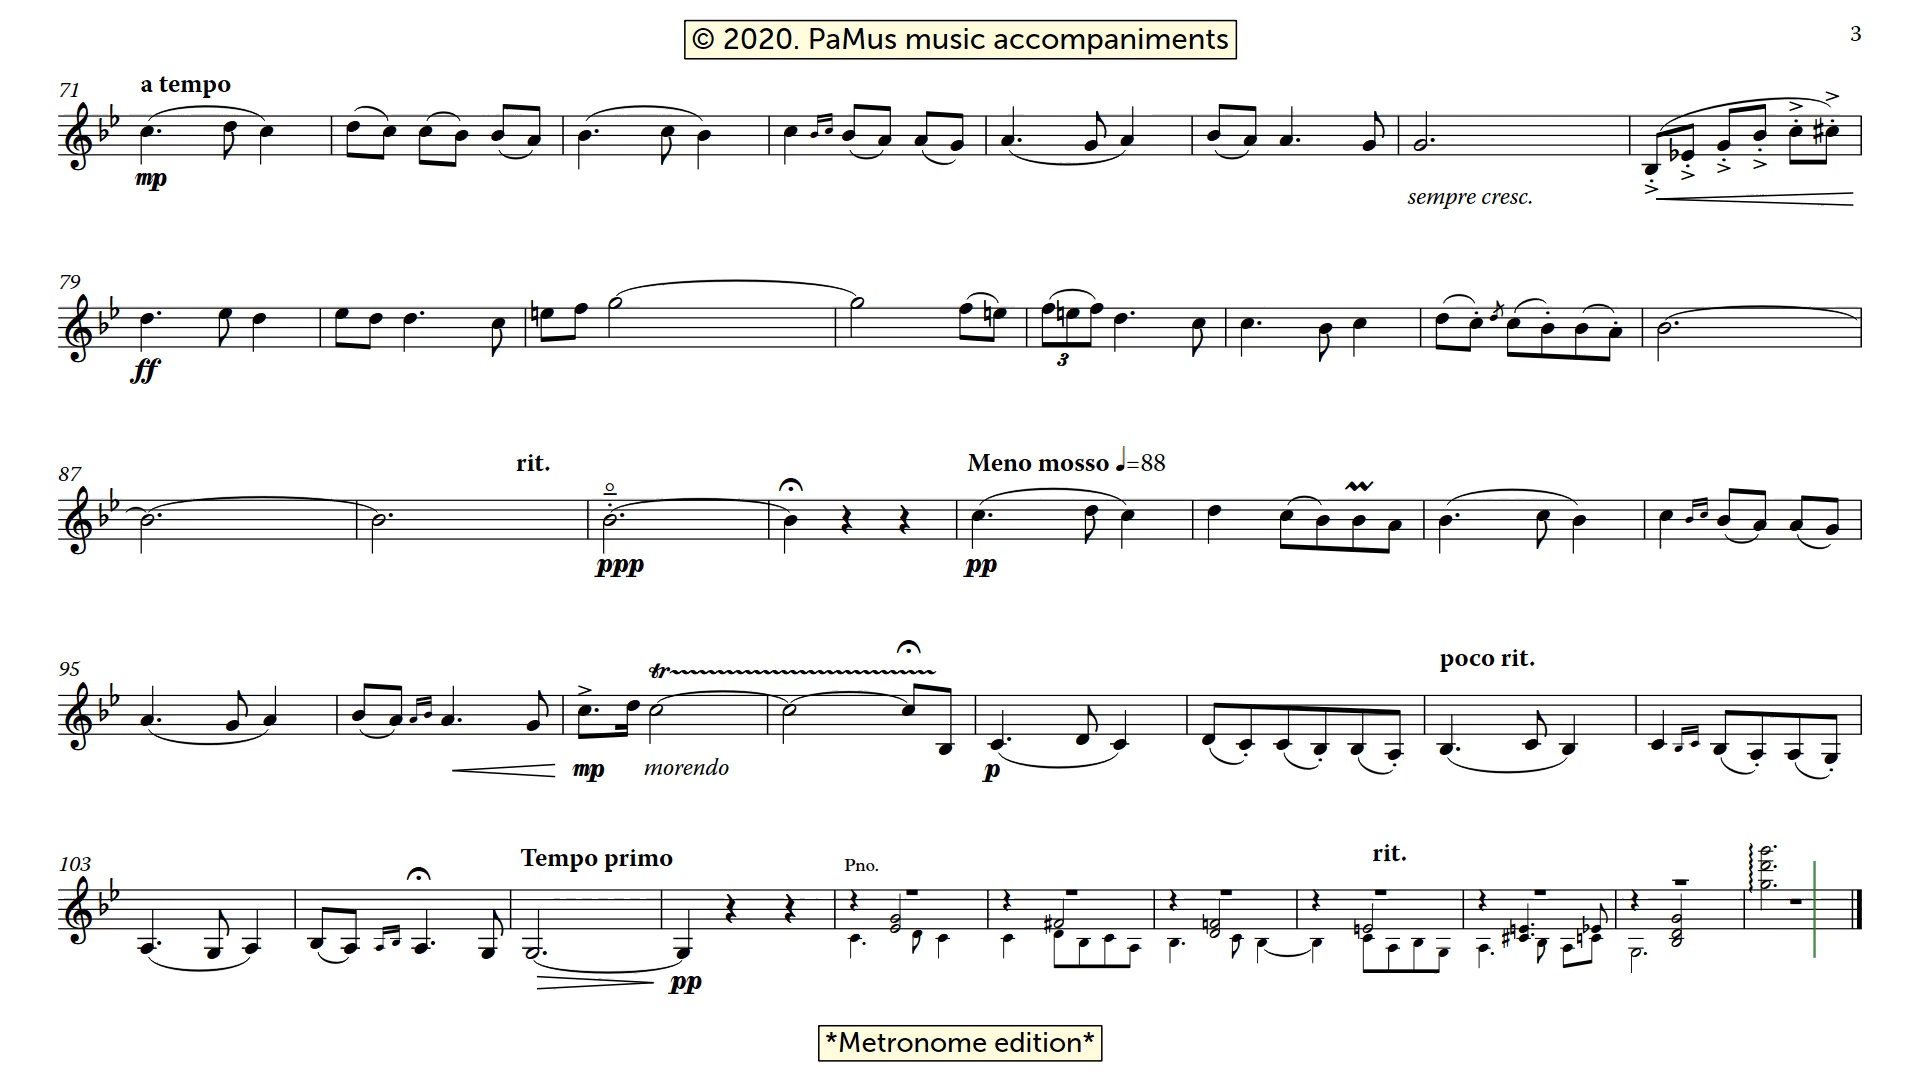 © 2020. PaMus music accompaniments
3
71 a tempo
mp
sempre cresc.
79
ff
3
87 rit. Meno mosso ♩=88
ppp pp
95 tr poco rit.
mp morendo p
103 Tempo primo Pno. rit.
pp
*Metronome edition*